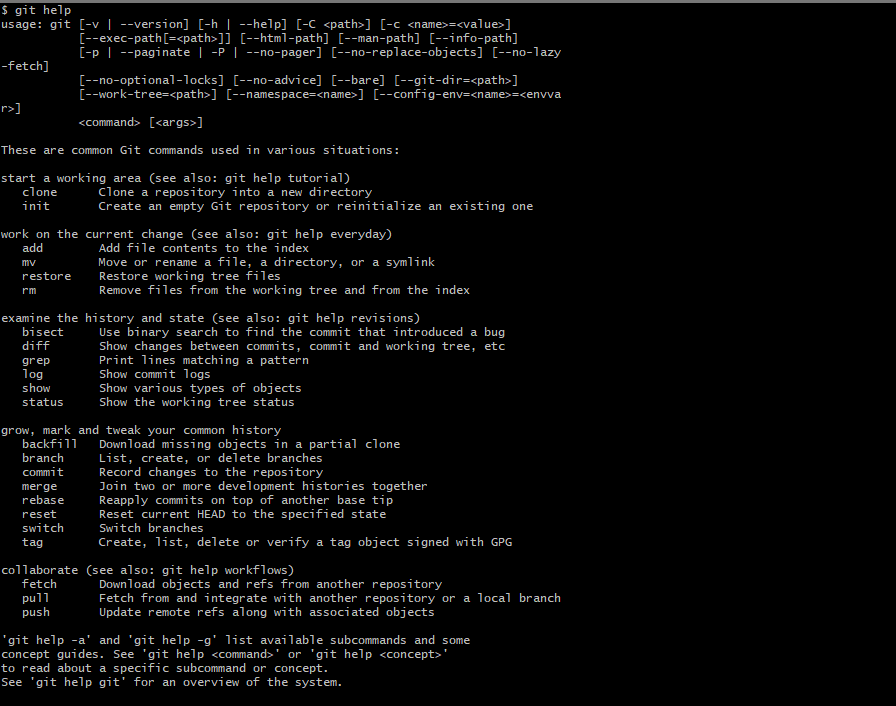 $ git help
usage: git [-v | --version] [-h | --help] [-C <path>] [-c <name>=<value>]
           [--exec-path[=<path>]] [--html-path] [--man-path] [--info-path]
           [-p | --paginate | -P | --no-pager] [--no-replace-objects] [--no-lazy
-fetch]
           [--no-optional-locks] [--no-advice] [--bare] [--git-dir=<path>]
           [--work-tree=<path>] [--namespace=<name>] [--config-env=<name>=<envva
r>]
           <command> [<args>]

These are common Git commands used in various situations:

start a working area (see also: git help tutorial)
   clone      Clone a repository into a new directory
   init       Create an empty Git repository or reinitialize an existing one

work on the current change (see also: git help everyday)
   add        Add file contents to the index
   mv         Move or rename a file, a directory, or a symlink
   restore    Restore working tree files
   rm         Remove files from the working tree and from the index

examine the history and state (see also: git help revisions)
   bisect     Use binary search to find the commit that introduced a bug
   diff       Show changes between commits, commit and working tree, etc
   grep       Print lines matching a pattern
   log        Show commit logs
   show       Show various types of objects
   status     Show the working tree status

grow, mark and tweak your common history
   backfill   Download missing objects in a partial clone
   branch     List, create, or delete branches
   commit     Record changes to the repository
   merge      Join two or more development histories together
   rebase     Reapply commits on top of another base tip
   reset      Reset current HEAD to the specified state
   switch     Switch branches
   tag        Create, list, delete or verify a tag object signed with GPG

collaborate (see also: git help workflows)
   fetch      Download objects and refs from another repository
   pull       Fetch from and integrate with another repository or a local branch
   push       Update remote refs along with associated objects

'git help -a' and 'git help -g' list available subcommands and some
concept guides. See 'git help <command>' or 'git help <concept>'
to read about a specific subcommand or concept.
See 'git help git' for an overview of the system.